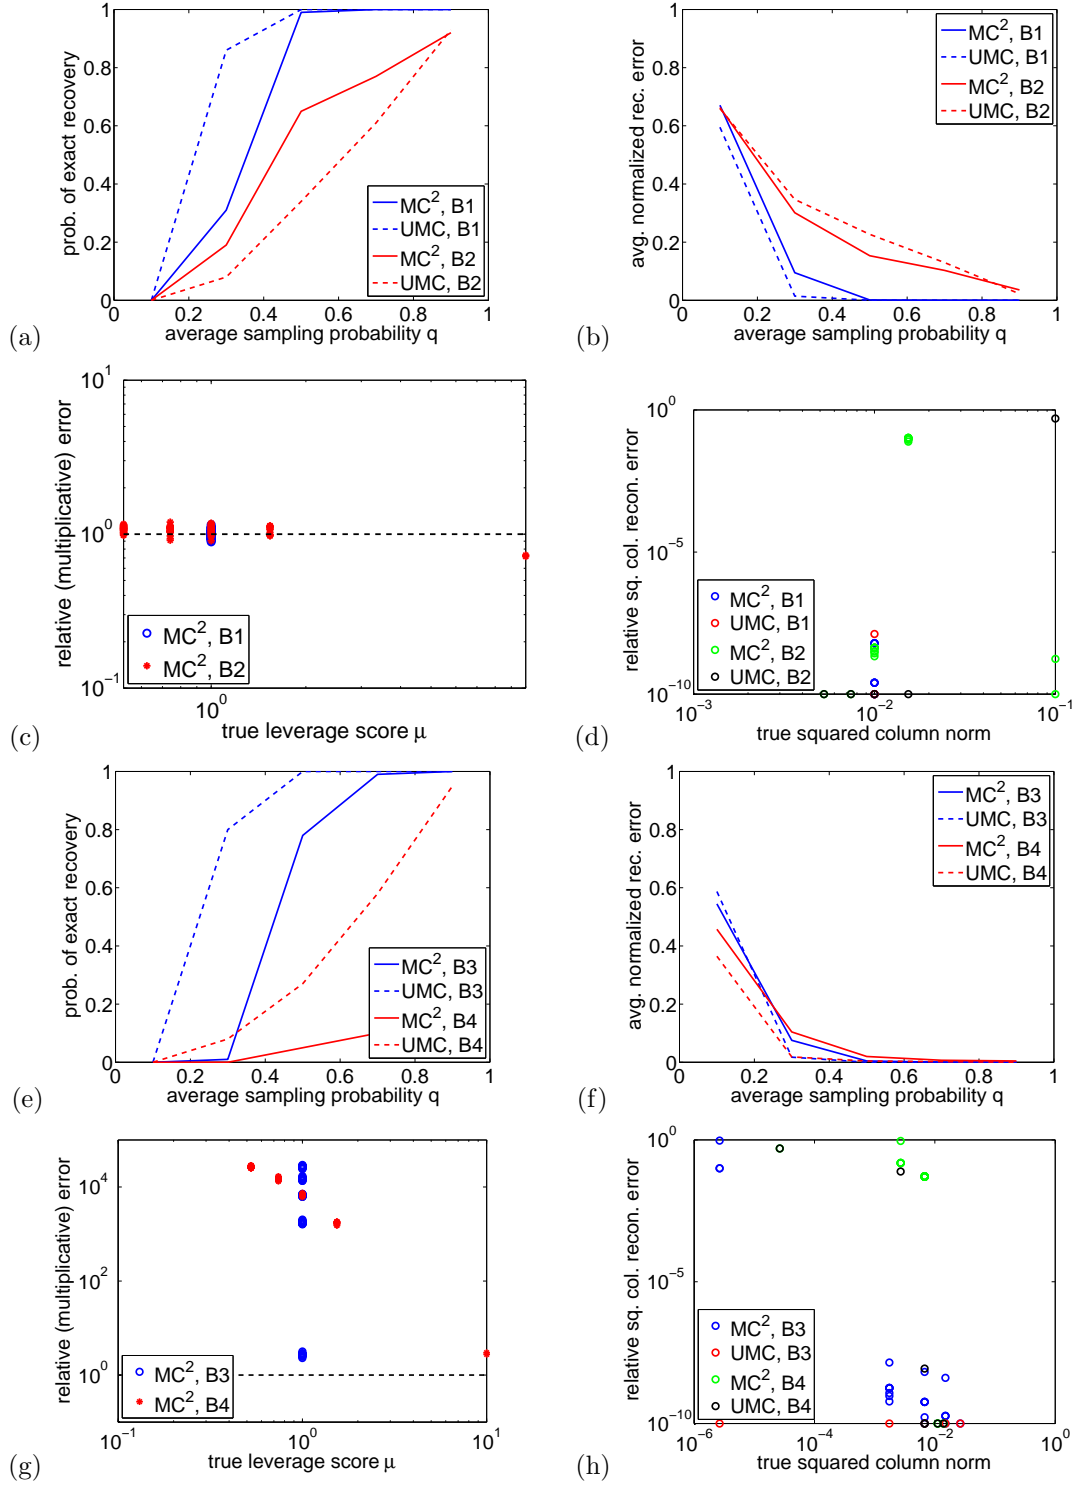 1
0.8
0.6
0.4
0.2
0
prob. of exact recovery
MC², B1
UMC, B1
MC², B2
UMC, B2
0 0.2 0.4 0.6 0.8 1
average sampling probability q
(a)
1
0.8
0.6
0.4
0.2
0
avg. normalized rec. error
MC², B1
UMC, B1
MC², B2
UMC, B2
0 0.2 0.4 0.6 0.8 1
average sampling probability q
(b)
10¹
10⁰
10⁻¹
relative (multiplicative) error
MC², B1
MC², B2
10⁰
true leverage score μ
(c)
10⁰
10⁻⁵
10⁻¹⁰
relative sq. col. recon. error
MC², B1
UMC, B1
MC², B2
UMC, B2
10⁻³ 10⁻² 10⁻¹
true squared column norm
(d)
1
0.8
0.6
0.4
0.2
0
prob. of exact recovery
MC², B3
UMC, B3
MC², B4
UMC, B4
0 0.2 0.4 0.6 0.8 1
average sampling probability q
(e)
1
0.8
0.6
0.4
0.2
0
avg. normalized rec. error
MC², B3
UMC, B3
MC², B4
UMC, B4
0 0.2 0.4 0.6 0.8 1
average sampling probability q
(f)
10⁴
10²
10⁰
relative (multiplicative) error
MC², B3
MC², B4
10⁻¹ 10⁰ 10¹
true leverage score μ
(g)
10⁰
10⁻⁵
10⁻¹⁰
relative sq. col. recon. error
MC², B3
UMC, B3
MC², B4
UMC, B4
10⁻⁶ 10⁻⁴ 10⁻² 10⁰
true squared column norm
(h)